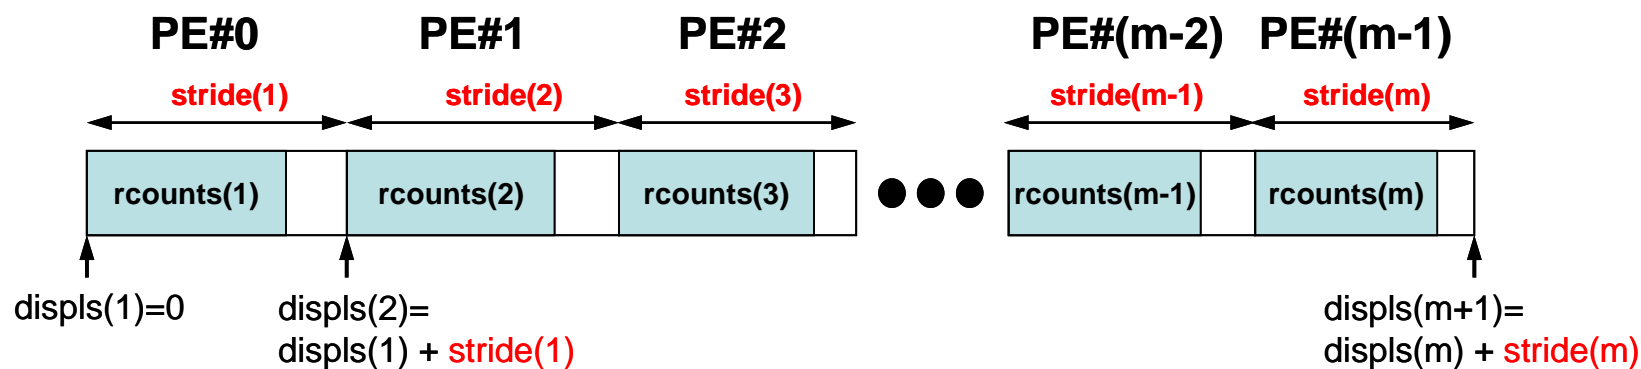 PE#0 PE#1 PE#2 PE#(m-2) PE#(m-1)
stride(1) stride(2) stride(3) stride(m-1) stride(m)
rcounts(1) rcounts(2) rcounts(3) rcounts(m-1) rcounts(m)
displs(1)=0 displs(2)= displs(m+1)=
displs(1) + stride(1) displs(m) + stride(m)